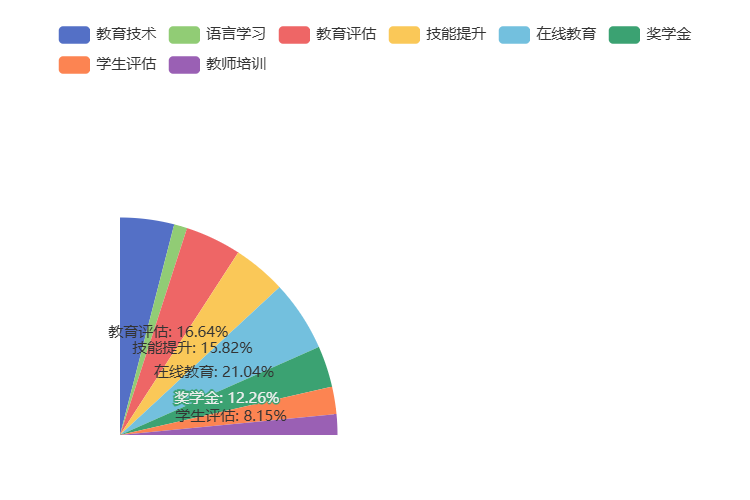 教育技术 语言学习 教育评估 技能提升 在线教育 奖学金
学生评估 教师培训
教育评估: 16.64%
技能提升: 15.82%
在线教育: 21.04%
奖学金: 12.26%
学生评估: 8.15%